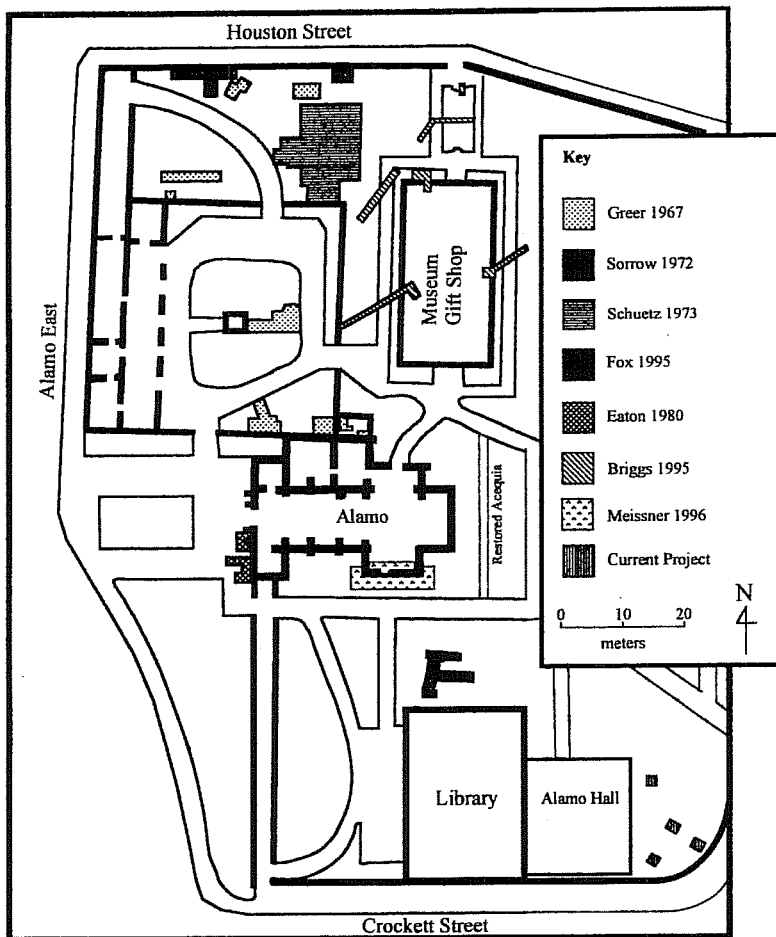 Houston Street
Key
Greer 1967
Sorrow 1972
Schuetz 1973
Fox 1995
Eaton 1980
Briggs 1995
Meissner 1996
Current Project
N
0 10 20
meters
Museum
Gift Shop
Alamo East
Alamo
Restored Acequia
Library
Alamo Hall
Crockett Street